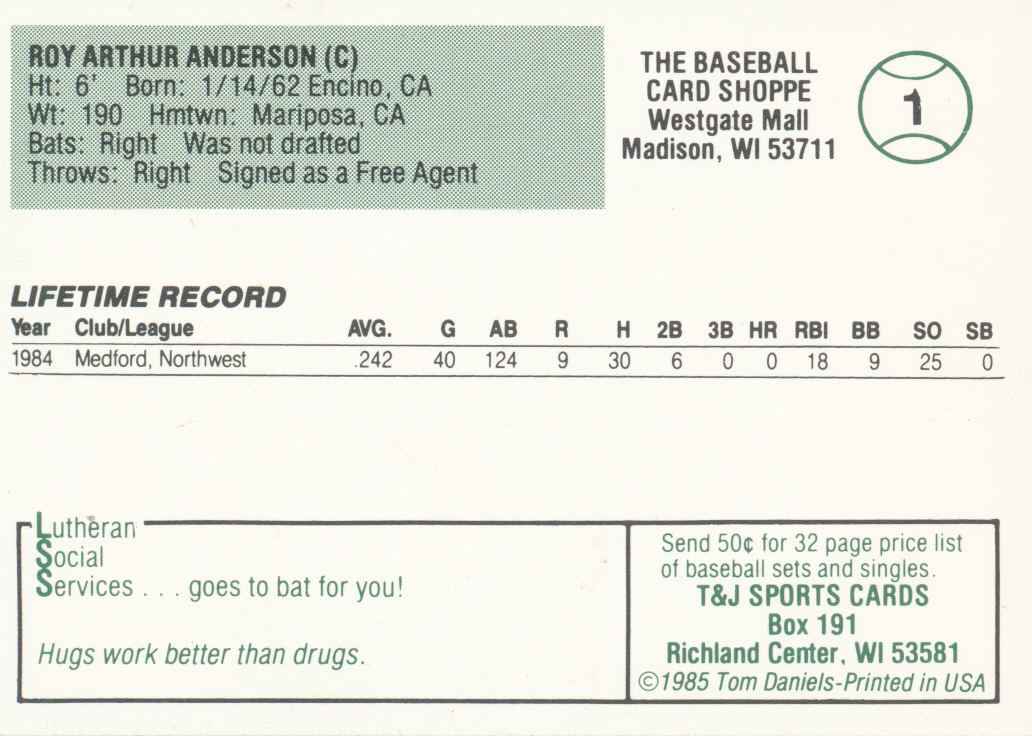 ROY ARTHUR ANDERSON (C)
Ht: 6' Born: 1/14/62 Encino, CA
Wt: 190 Hmtwn: Mariposa, CA
Bats: Right Was not drafted
Throws: Right Signed as a Free Agent
THE BASEBALL
CARD SHOPPE
Westgate Mall
Madison, WI 53711
1
LIFETIME RECORD
Year Club/League AVG. G AB R H 2B 3B HR RBI BB SO SB
1984 Medford, Northwest .242 40 124 9 30 6 0 0 18 9 25 0
Lutheran
Social
Services . . . goes to bat for you!
Hugs work better than drugs.
Send 50¢ for 32 page price list
of baseball sets and singles.
T&J SPORTS CARDS
Box 191
Richland Center, WI 53581
©1985 Tom Daniels-Printed in USA